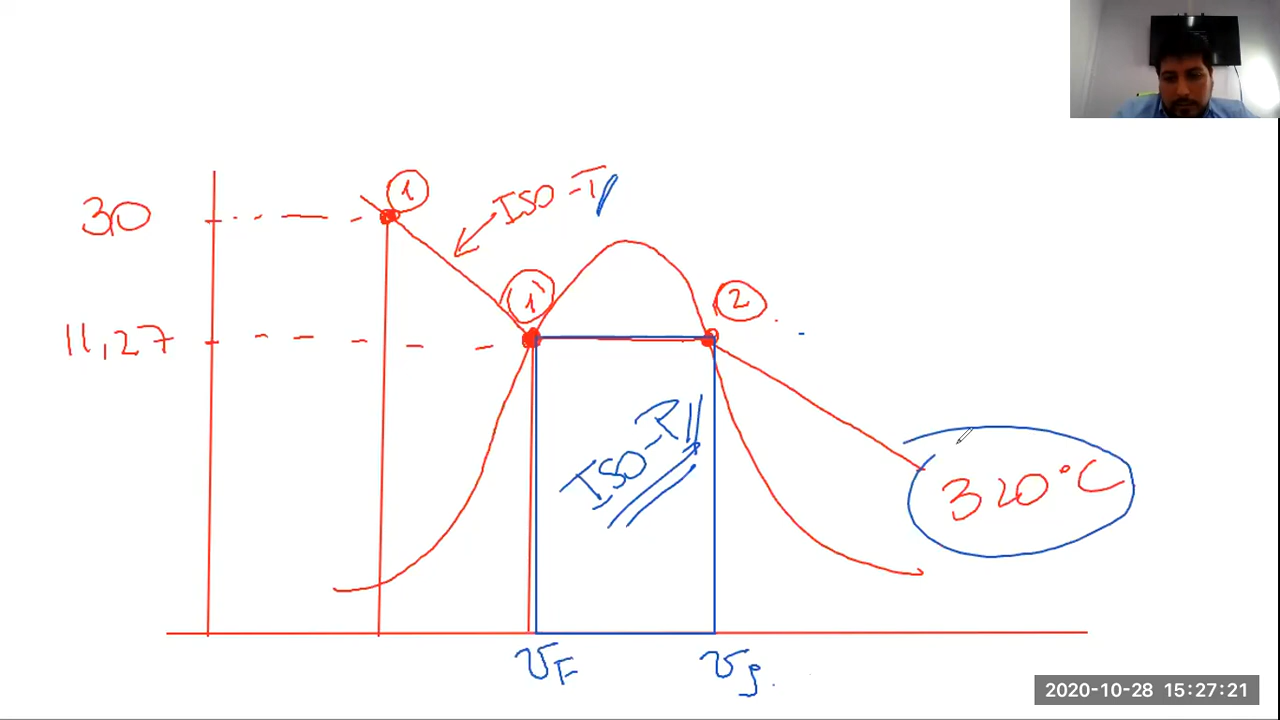 1
ISO-T
30
1'
2
11,27
ISO-P
320°C
vF
vg.
2020-10-28 15:27:21